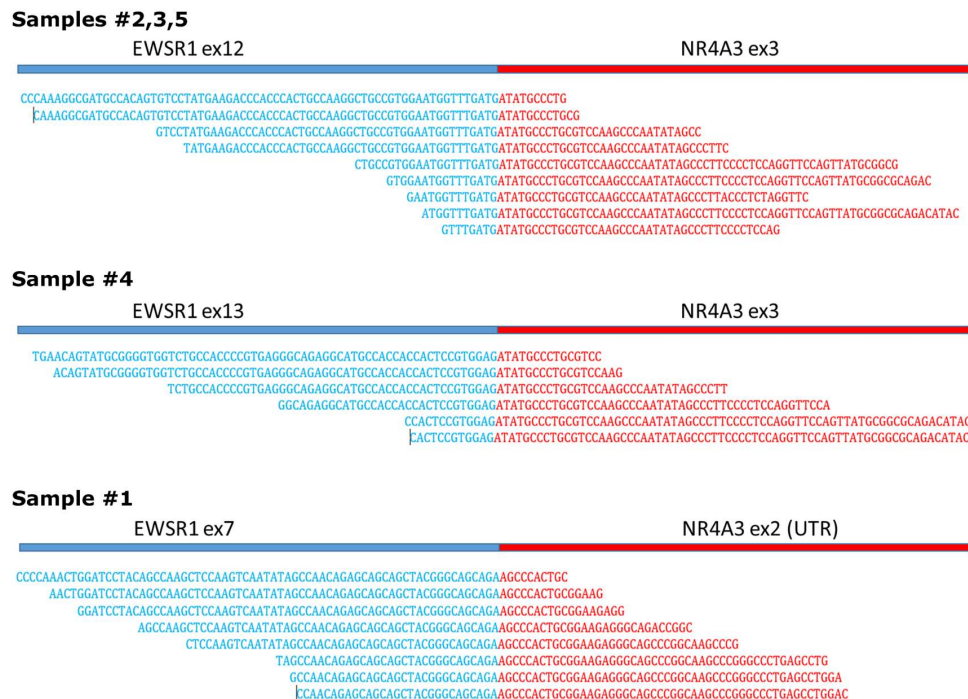 Samples #2,3,5
EWSR1 ex12 NR4A3 ex3
CCCAAAGGCGATGCCACAGTGTCCTATGAAGACCCACCCACTGCCAAGGCTGCCGTGGAATGGTTTGATGATATGCCCTG
CAAAGGCGATGCCACAGTGTCCTATGAAGACCCACCCACTGCCAAGGCTGCCGTGGAATGGTTTGATGATATGCCCTGCG
GTCCTATGAAGACCCACCCACTGCCAAGGCTGCCGTGGAATGGTTTGATGATATGCCCTGCGTCCAAGCCCAATATAGCC
TATGAAGACCCACCCACTGCCAAGGCTGCCGTGGAATGGTTTGATGATATGCCCTGCGTCCAAGCCCAATATAGCCCTTC
CTGCCGTGGAATGGTTTGATGATATGCCCTGCGTCCAAGCCCAATATAGCCCTTCCCCTCCAGGTTCCAGTTATGCGGCG
GTGGAATGGTTTGATGATATGCCCTGCGTCCAAGCCCAATATAGCCCTTCCCCTCCAGGTTCCAGTTATGCGGCGCAGAC
GAATGGTTTGATGATATGCCCTGCGTCCAAGCCCAATATAGCCCTTACCCTCTAGGTTC
ATGGTTTGATGATATGCCCTGCGTCCAAGCCCAATATAGCCCTTCCCCTCCAGGTTCCAGTTATGCGGCGCAGACATAC
GTTTGATGATATGCCCTGCGTCCAAGCCCAATATAGCCCTTCCCCTCCAG
Sample #4
EWSR1 ex13 NR4A3 ex3
TGAACAGTATGCGGGGTGGTCTGCCACCCCGTGAGGGCAGAGGCATGCCACCACCACTCCGTGGAGATATGCCCTGCGTCC
ACAGTATGCGGGGTGGTCTGCCACCCCGTGAGGGCAGAGGCATGCCACCACCACTCCGTGGAGATATGCCCTGCGTCCAAG
TCTGCCACCCCGTGAGGGCAGAGGCATGCCACCACCACTCCGTGGAGATATGCCCTGCGTCCAAGCCCAATATAGCCCTT
GGCAGAGGCATGCCACCACCACTCCGTGGAGATATGCCCTGCGTCCAAGCCCAATATAGCCCTTCCCCTCCAGGTTCCA
CCACTCCGTGGAGATATGCCCTGCGTCCAAGCCCAATATAGCCCTTCCCCTCCAGGTTCCAGTTATGCGGCGCAGACATAC
CACTCCGTGGAGATATGCCCTGCGTCCAAGCCCAATATAGCCCTTCCCCTCCAGGTTCCAGTTATGCGGCGCAGACATAC
Sample #1
EWSR1 ex7 NR4A3 ex2 (UTR)
CCCCAAACTGGATCCTACAGCCAAGCTCCAAGTCAATATAGCCAACAGAGCAGCAGCTACGGGCAGCAGAAGCCCACTGC
AACTGGATCCTACAGCCAAGCTCCAAGTCAATATAGCCAACAGAGCAGCAGCTACGGGCAGCAGAAGCCCACTGCGGAAG
GGATCCTACAGCCAAGCTCCAAGTCAATATAGCCAACAGAGCAGCAGCTACGGGCAGCAGAAGCCCACTGCGGAAGAGG
AGCCAAGCTCCAAGTCAATATAGCCAACAGAGCAGCAGCTACGGGCAGCAGAAGCCCACTGCGGAAGAGGGCAGACCGGC
CTCCAAGTCAATATAGCCAACAGAGCAGCAGCTACGGGCAGCAGAAGCCCACTGCGGAAGAGGGCAGCCCGGCAAGCCCG
TAGCCAACAGAGCAGCAGCTACGGGCAGCAGAAGCCCACTGCGGAAGAGGGCAGCCCGGCAAGCCCGGGCCCTGAGCCTG
GCCAACAGAGCAGCAGCTACGGGCAGCAGAAGCCCACTGCGGAAGAGGGCAGCCCGGCAAGCCCGGGCCCTGAGCCTGGA
CCAACAGAGCAGCAGCTACGGGCAGCAGAAGCCCACTGCGGAAGAGGGCAGCCCGGCAAGCCCGGGCCCTGAGCCTGGAC